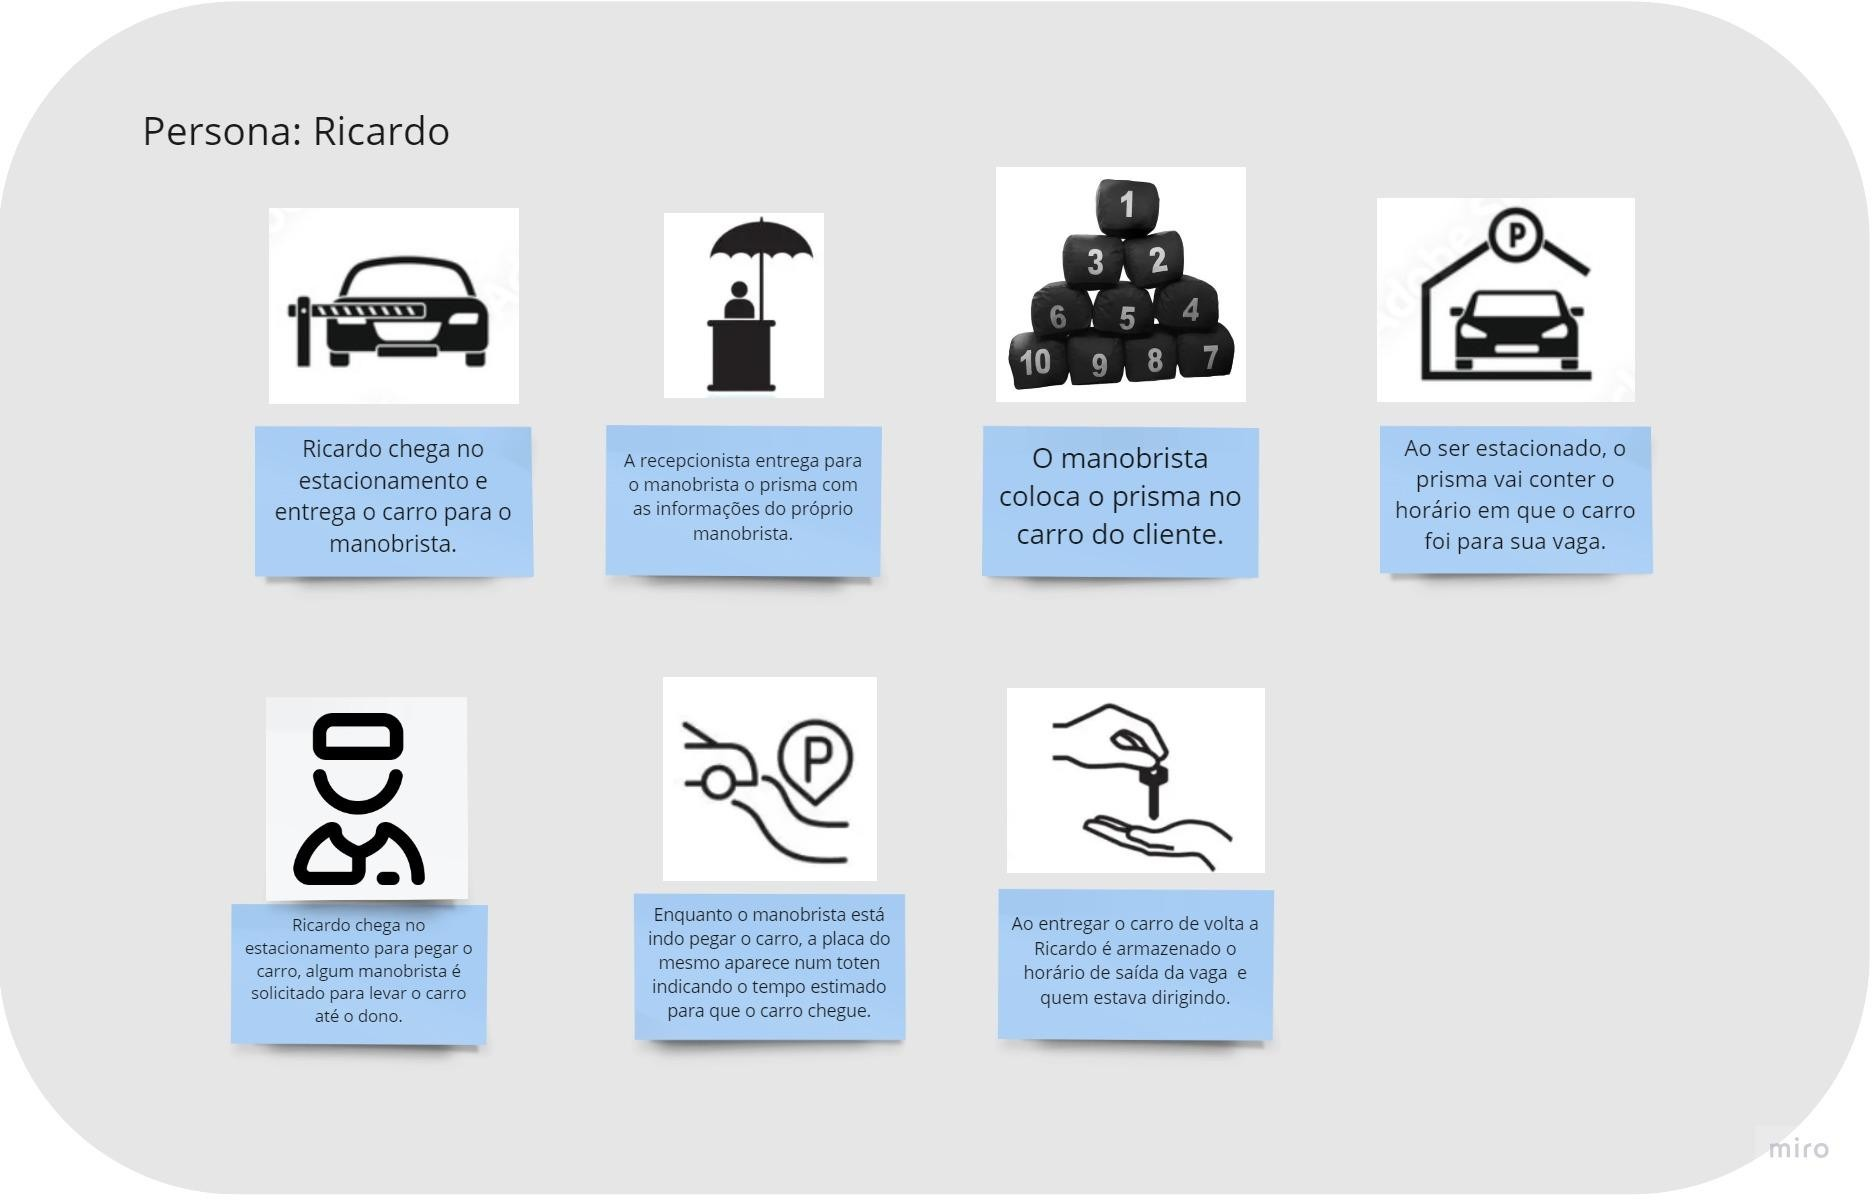 Persona: Ricardo
1
3 2
6 5 4
10 9 8 7
P
Ricardo chega no
estacionamento e
entrega o carro para o
manobrista.
A recepcionista entrega para
o manobrista o prisma com
as informações do próprio
manobrista.
O manobrista
coloca o prisma no
carro do cliente.
Ao ser estacionado, o
prisma vai conter o
horário em que o carro
foi para sua vaga.
P
Ricardo chega no
estacionamento para pegar o
carro, algum manobrista é
solicitado para levar o carro
até o dono.
Enquanto o manobrista está
indo pegar o carro, a placa do
mesmo aparece num toten
indicando o tempo estimado
para que o carro chegue.
Ao entregar o carro de volta a
Ricardo é armazenado o
horário de saída da vaga  e
quem estava dirigindo.
miro